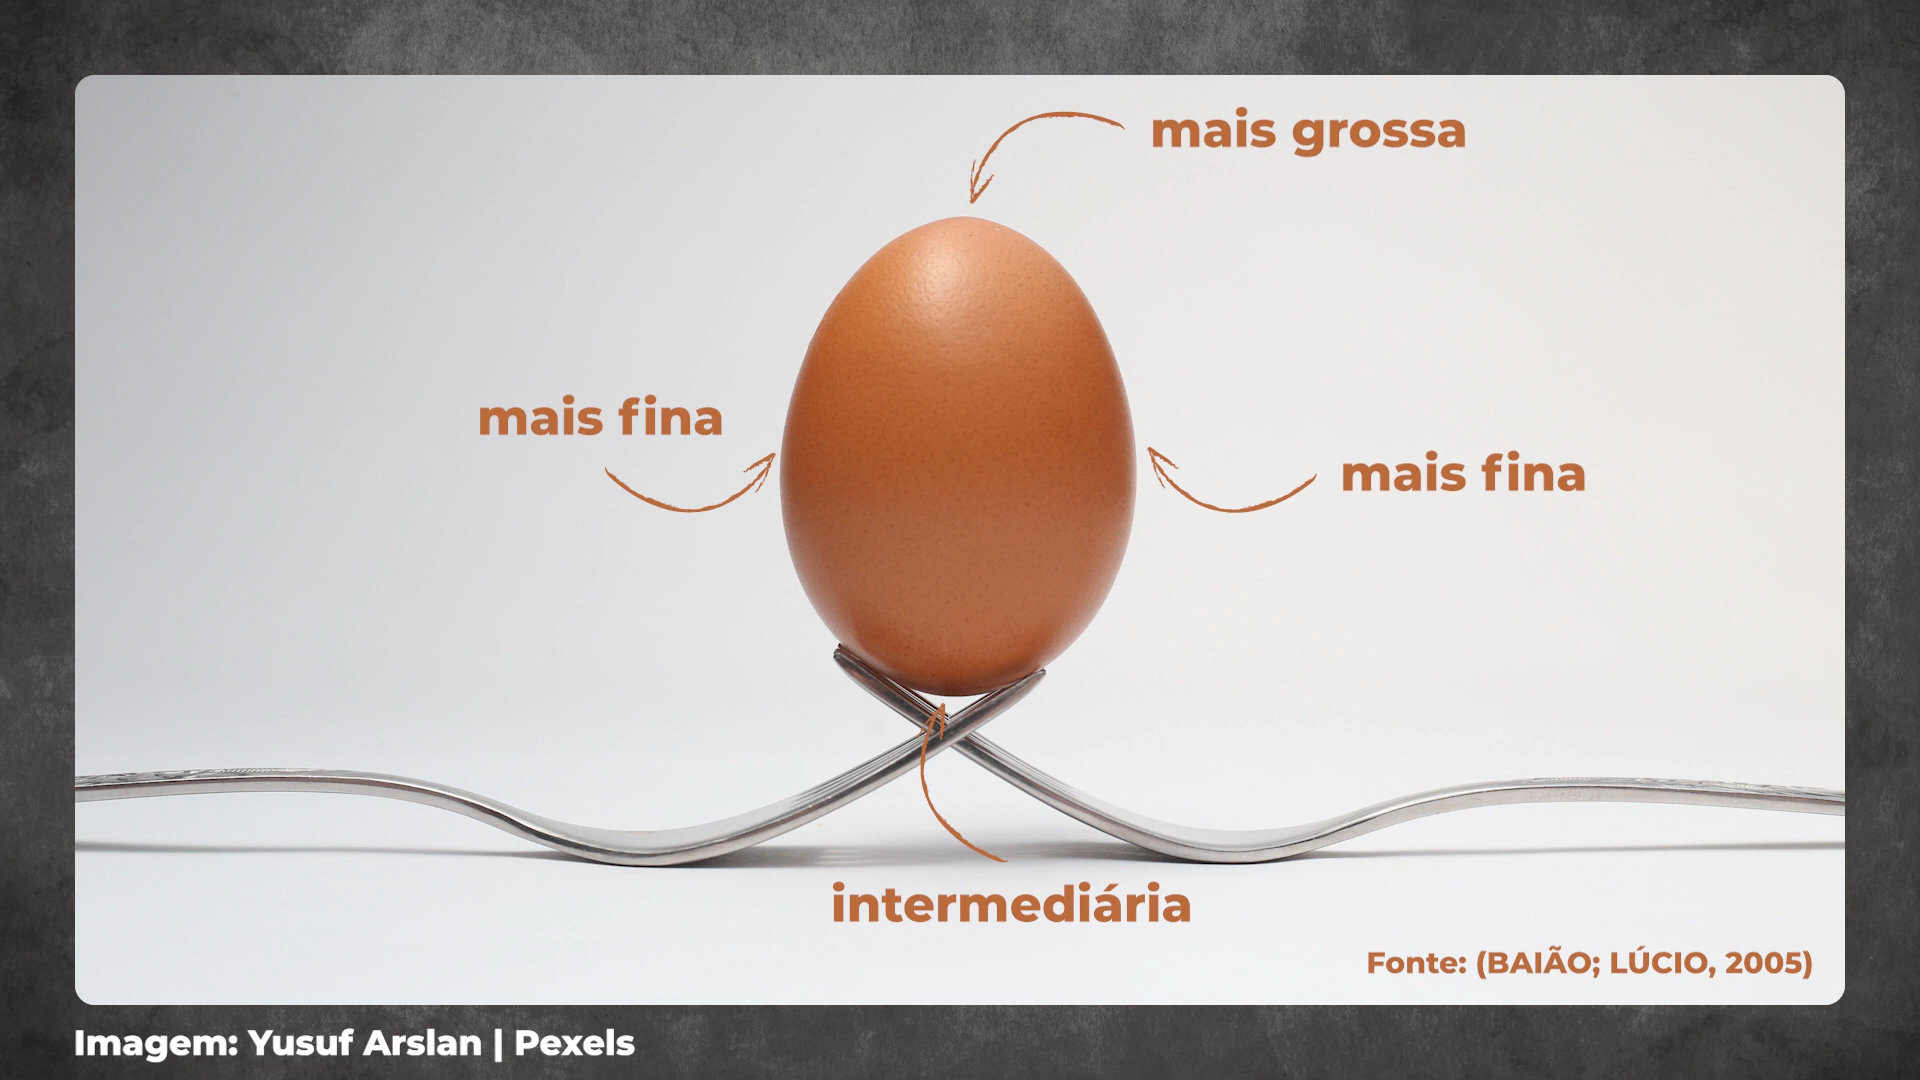 mais grossa
mais fina
mais fina
intermediária
Fonte: (BAIÃO; LÚCIO, 2005)
Imagem: Yusuf Arslan | Pexels